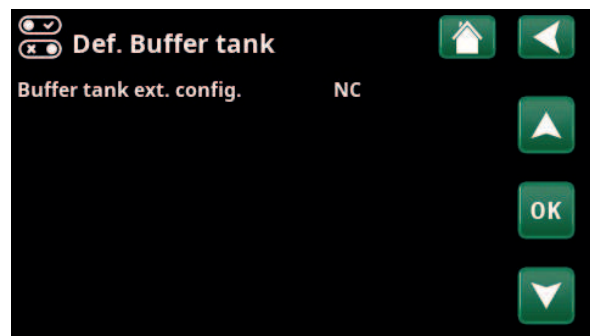 Def. Buffer tank
Buffer tank ext. config. NC
OK